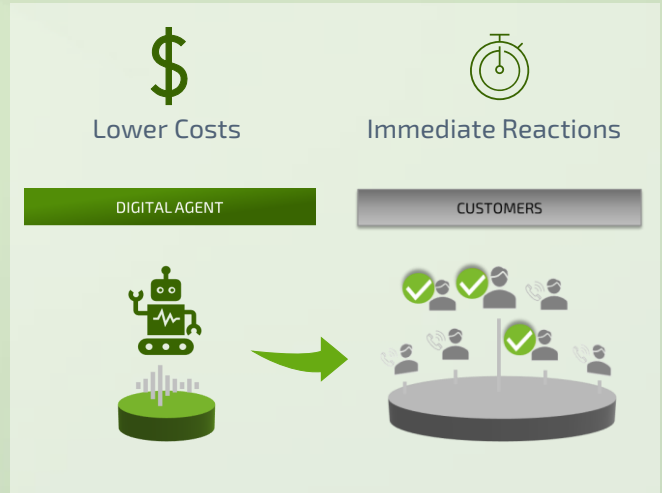 Lower Costs
Immediate Reactions
DIGITAL AGENT
CUSTOMERS